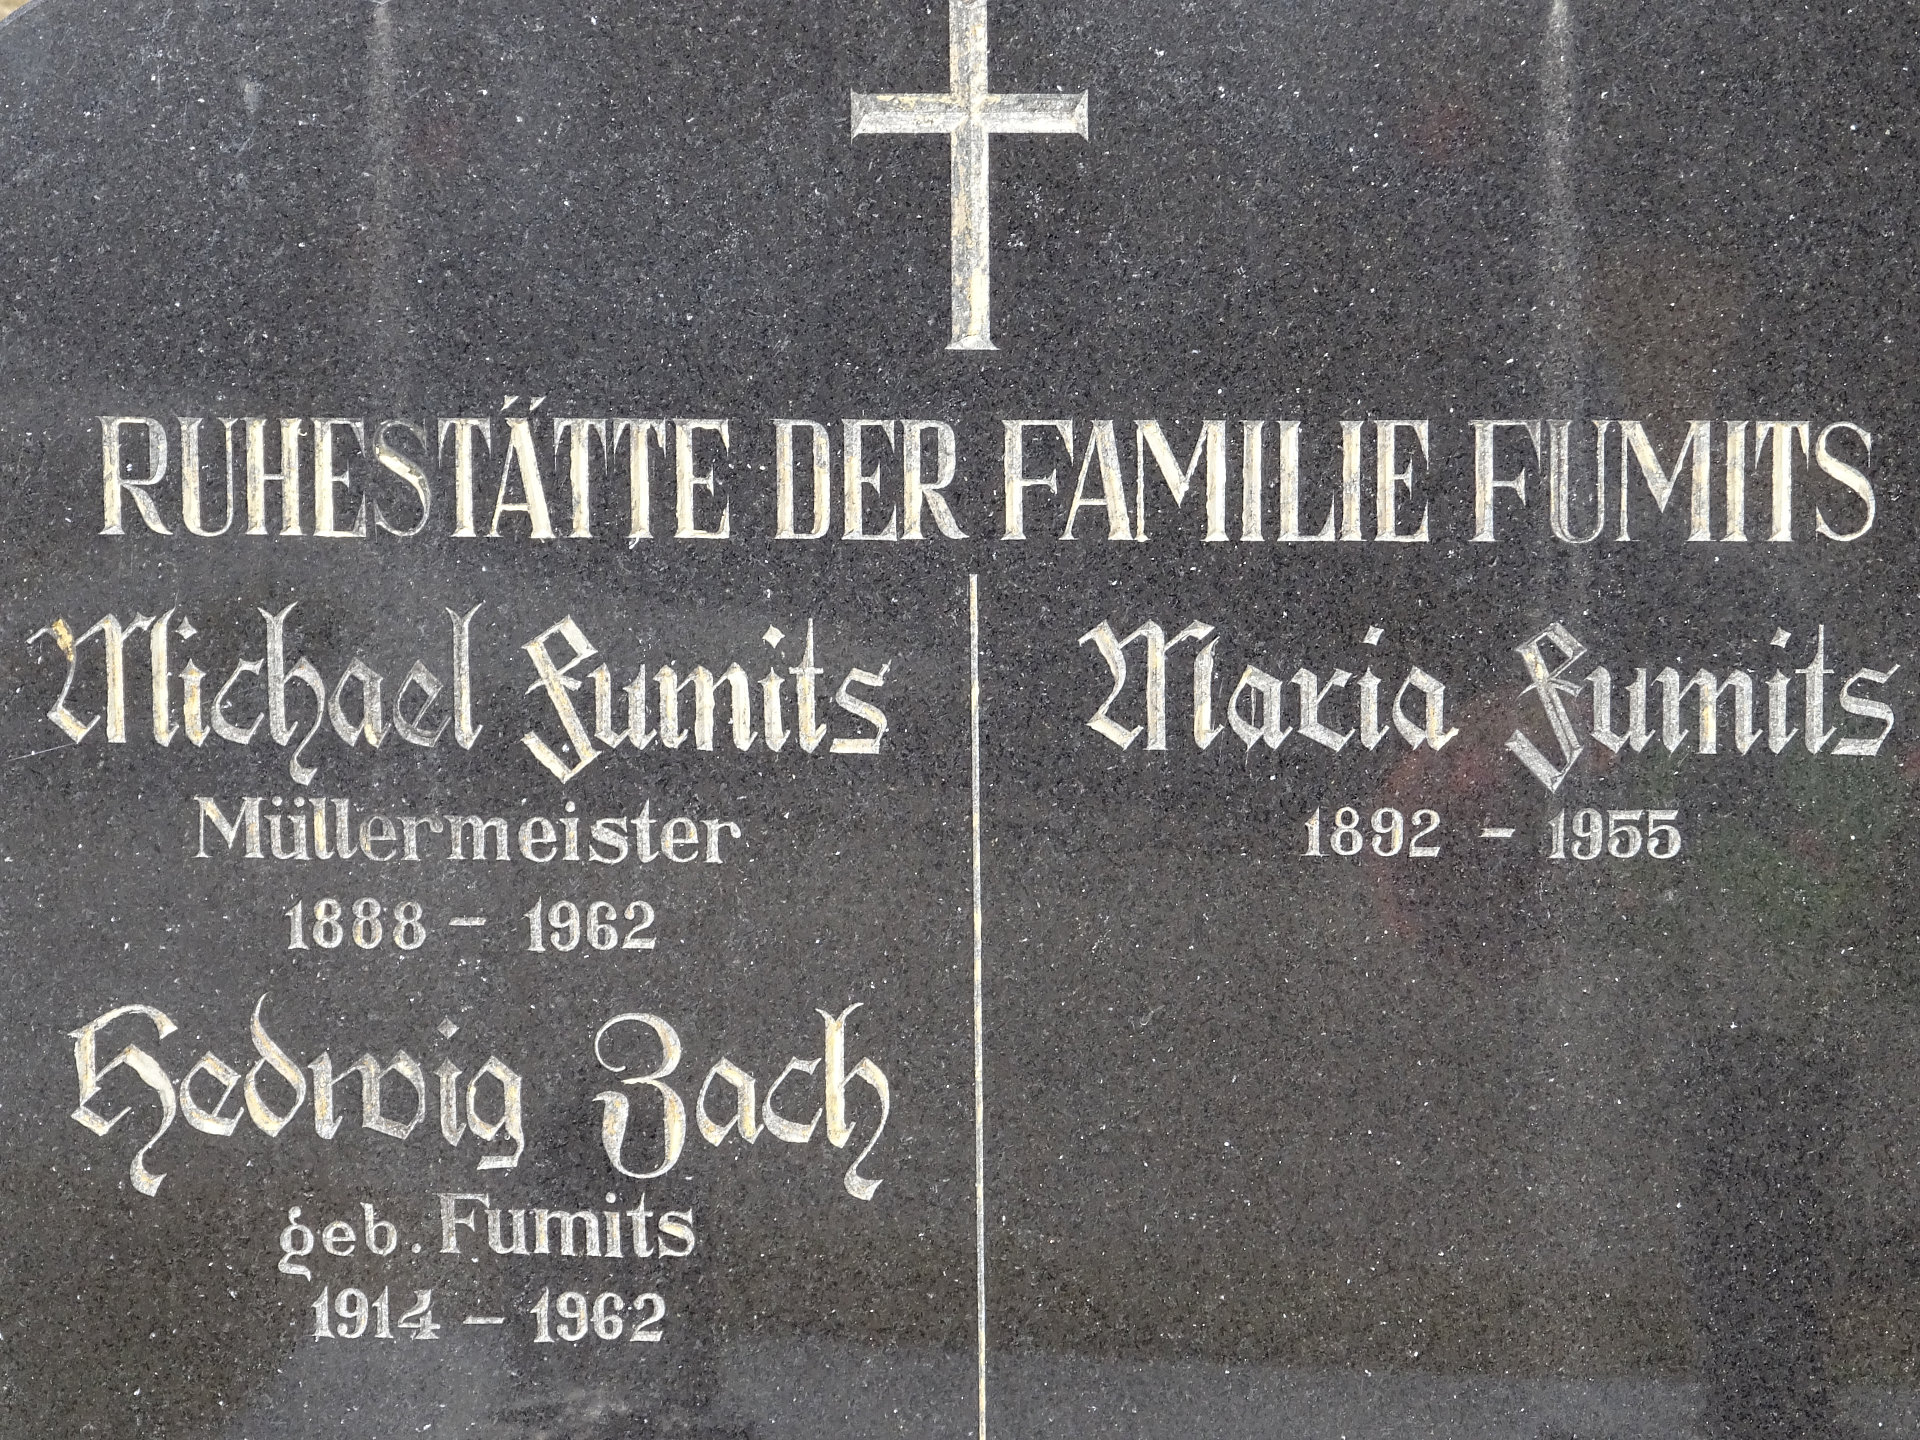 RUHESTÄTTE DER FAMILIE FUMITS
Michael Fumits
Müllermeister
1888 – 1962
Hedwig Zach
geb. Fumits
1914 – 1962
Maria Fumits
1892 – 1955